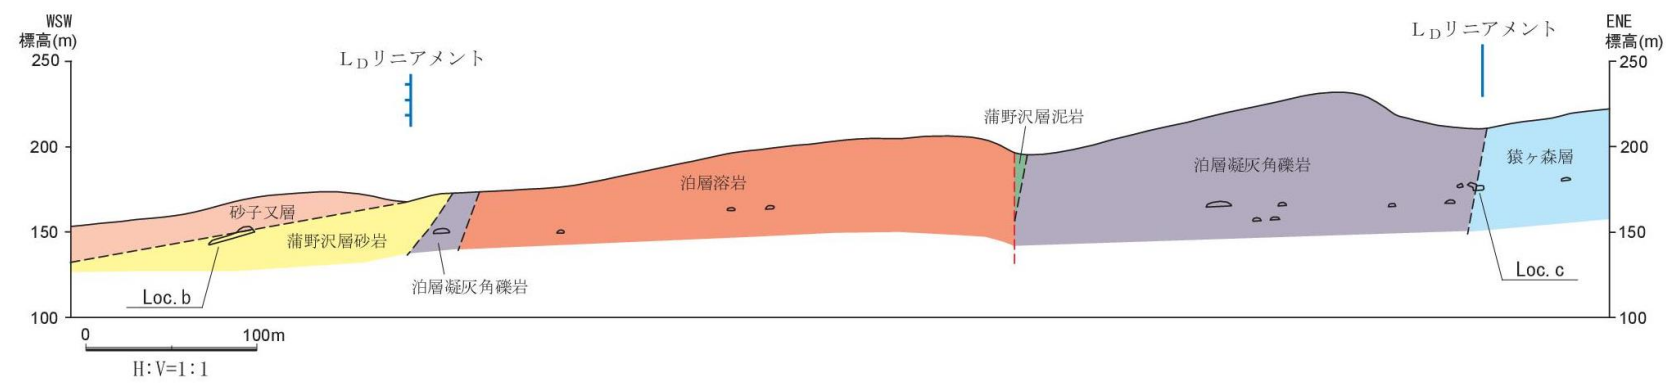 WSW
標高(m)
ENE
標高(m)
LDリニアメント
LDリニアメント
250
250
蒲野沢層泥岩
200
200
猿ヶ森層
泊層凝灰角礫岩
泊層溶岩
砂子又層
150
蒲野沢層砂岩
150
Loc.c
泊層凝灰角礫岩
Loc.b
100
100
0
100m
H:V=1:1